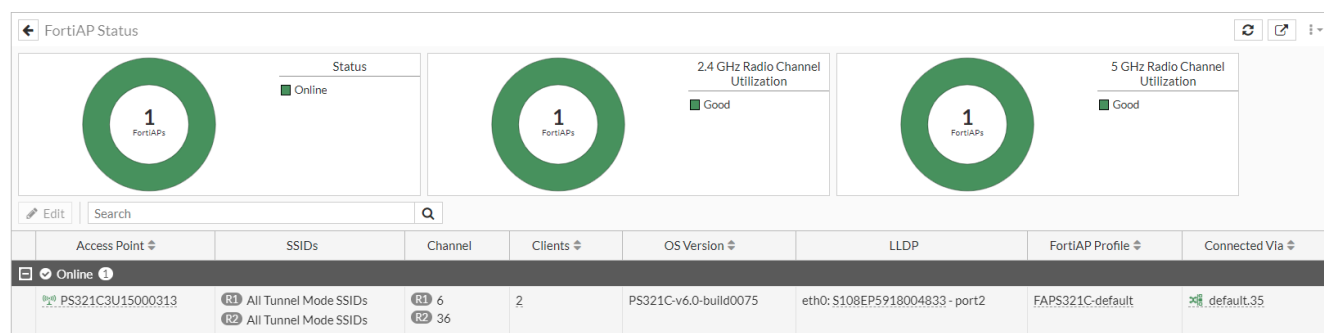 FortiAP Status
Status
Online
1
FortiAPs
2.4 GHz Radio Channel
Utilization
Good
1
FortiAPs
5 GHz Radio Channel
Utilization
Good
1
FortiAPs
Edit
Search
Access Point SSIDs Channel Clients OS Version LLDP FortiAP Profile Connected Via
Online 1
PS321C3U15000313 R1 All Tunnel Mode SSIDs R1 6 2 PS321C-v6.0-build0075 eth0: S108EP5918004833 - port2 FAPS321C-default default.35
R2 All Tunnel Mode SSIDs R2 36